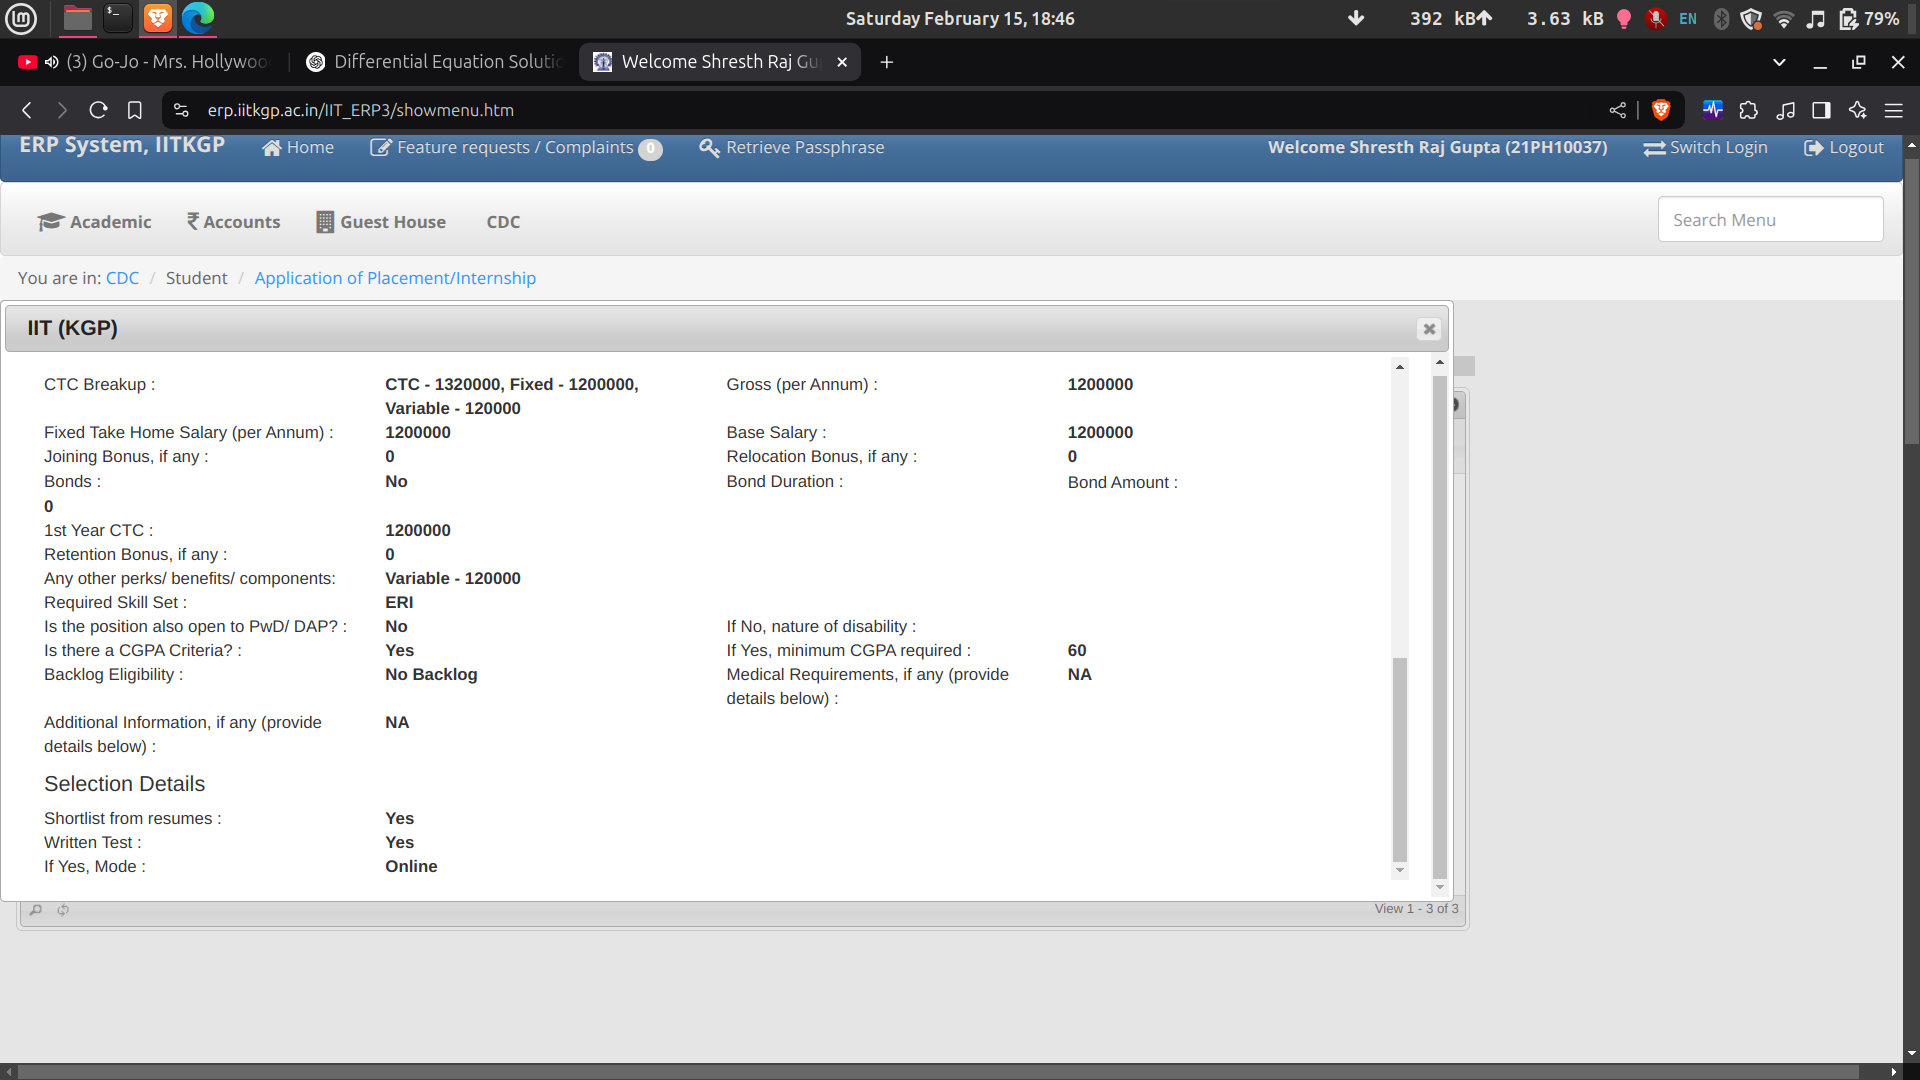 Saturday February 15, 18:46
392 kB
3.63 kB
EN
79%
(3) Go-Jo - Mrs. Hollywoo
Differential Equation Soluti
Welcome Shresth Raj Gu
erp.iitkgp.ac.in/IIT_ERP3/showmenu.htm
ERP System, IITKGP
Home
Feature requests / Complaints 0
Retrieve Passphrase
Welcome Shresth Raj Gupta (21PH10037)
Switch Login
Logout
Academic
₹ Accounts
Guest House
CDC
Search Menu
You are in: CDC / Student / Application of Placement/Internship
IIT (KGP)
CTC Breakup : CTC - 1320000, Fixed - 1200000, Gross (per Annum) : 1200000
Variable - 120000
Fixed Take Home Salary (per Annum) : 1200000 Base Salary : 1200000
Joining Bonus, if any : 0 Relocation Bonus, if any : 0
Bonds : No Bond Duration : Bond Amount :
0
1st Year CTC : 1200000
Retention Bonus, if any : 0
Any other perks/ benefits/ components: Variable - 120000
Required Skill Set : ERI
Is the position also open to PwD/ DAP? : No If No, nature of disability :
Is there a CGPA Criteria? : Yes If Yes, minimum CGPA required : 60
Backlog Eligibility : No Backlog Medical Requirements, if any (provide NA
details below) :
Additional Information, if any (provide NA
details below) :
Selection Details
Shortlist from resumes : Yes
Written Test : Yes
If Yes, Mode : Online
View 1 - 3 of 3